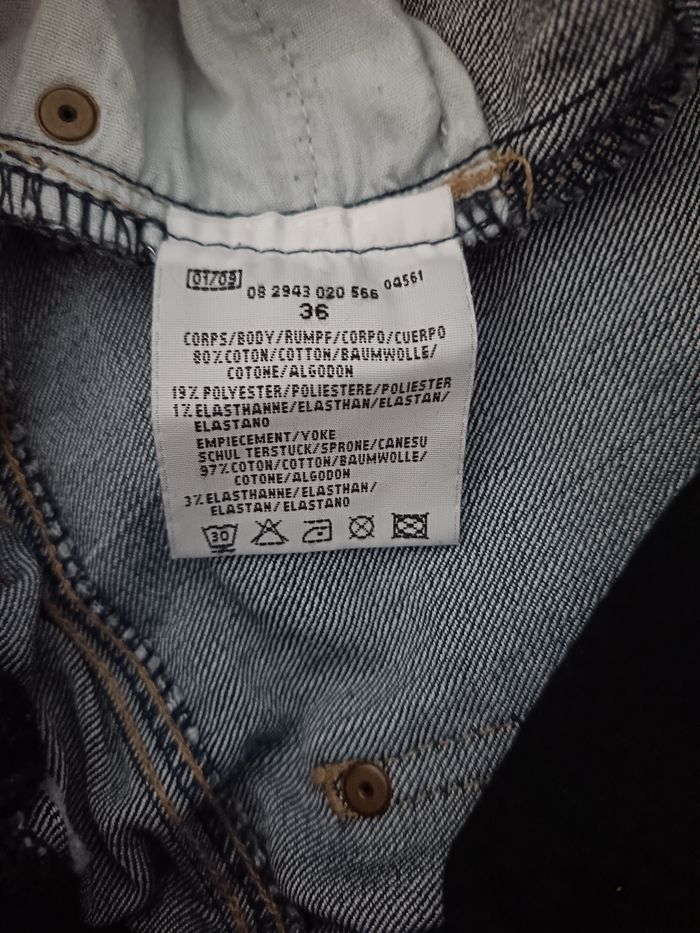 01/09
08 2943 020 566 04561
36
CORPS/BODY/RUMPF/CORPO/CUERPO
80% COTON/COTTON/BAUMWOLLE/
COTONE/ALGODON
19% POLYESTER/POLIESTERE/POLIESTER
1% ELASTHANNE/ELASTHAN/ELASTAN/
ELASTANO
EMPIECEMENT/YOKE
SCHUL TERSTUCK/SPRONE/CANESU
97% COTON/COTTON/BAUMWOLLE/
COTONE/ALGODON
3% ELASTHANNE/ELASTHAN/
ELASTAN/ELASTANO
30